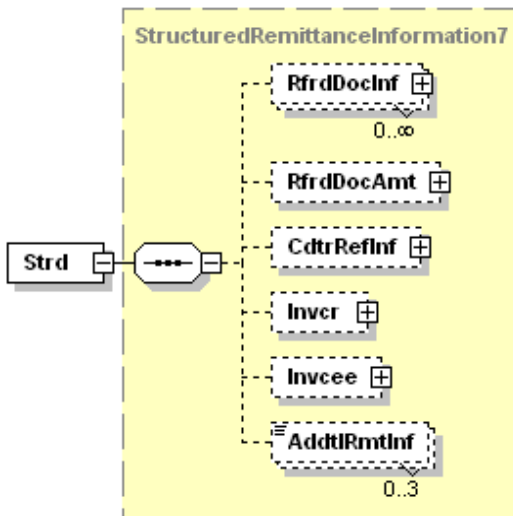 StructuredRemittanceInformation7
RfrdDocInf
0..∞
RfrdDocAmt
CdtrRefInf
Strd
Invcr
Invcee
AddtlRmtInf
0..3